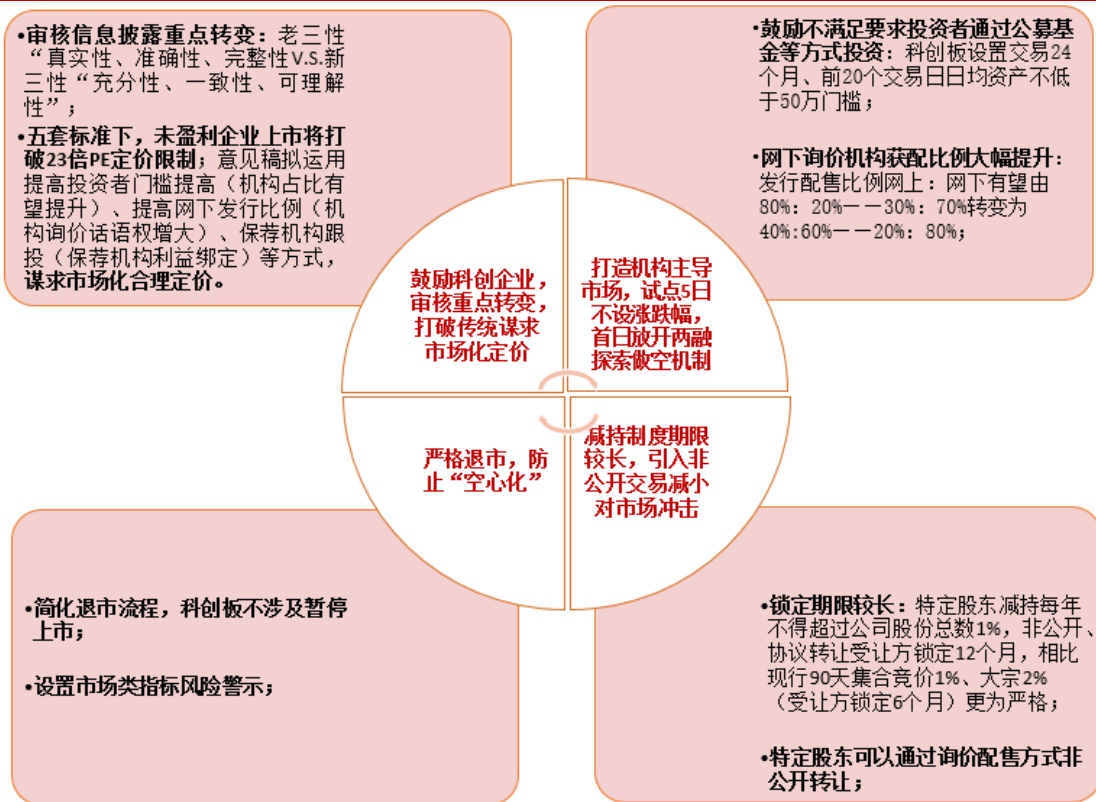 •审核信息披露重点转变：老三性
“真实性、准确性、完整性V.S.新
三性“充分性、一致性、可理解
性”；
•五套标准下，未盈利企业上市将打
破23倍PE定价限制；意见稿拟运用
提高投资者门槛提高（机构占比有
望提升）、提高网下发行比例（机
构询价话语权增大）、保荐机构跟
投（保荐机构利益绑定）等方式，
谋求市场化合理定价。
•鼓励不满足要求投资者通过公募基
金等方式投资：科创板设置交易24
个月、前20个交易日日均资产不低
于50万门槛；
•网下询价机构获配比例大幅提升：
发行配售比例网上：网下有望由
80%：20%——30%：70%转变为
40%:60%——20%：80%；
鼓励科创企业，
审核重点转变，
打破传统谋求
市场化定价
打造机构主导
市场，试点5日
不设涨跌幅，
首日放开两融
探索做空机制
严格退市，防
止“空心化”
减持制度期限
较长，引入非
公开交易减小
对市场冲击
•简化退市流程，科创板不涉及暂停
上市；
•设置市场类指标风险警示；
•锁定期限较长：特定股东减持每年
不得超过公司股份总数1%，非公开、
协议转让受让方锁定12个月，相比
现行90天集合竞价1%、大宗2%
（受让方锁定6个月）更为严格；
•特定股东可以通过询价配售方式非
公开转让；